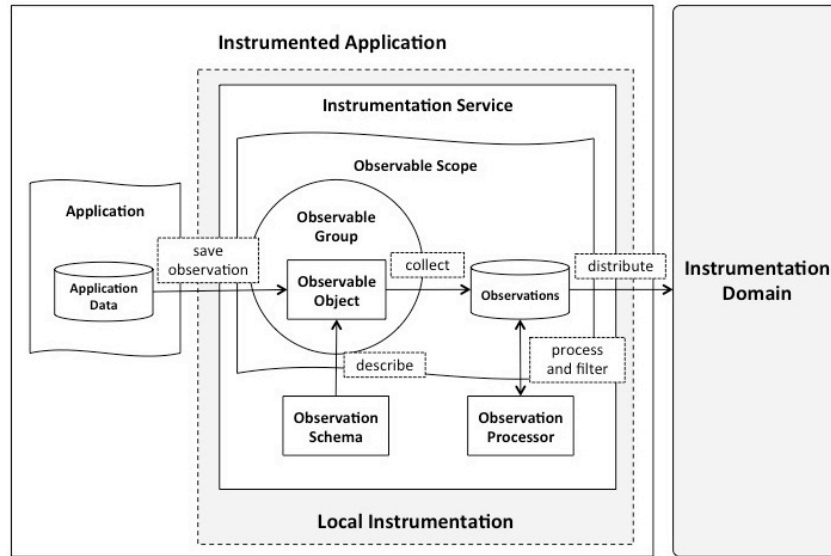 Instrumented Application
Instrumentation Service
Observable Scope
Application
Observable
Group
save
observation
collect
distribute
Instrumentation
Domain
Application
Data
Observable
Object
Observations
describe
process
and filter
Observation
Schema
Observation
Processor
Local Instrumentation